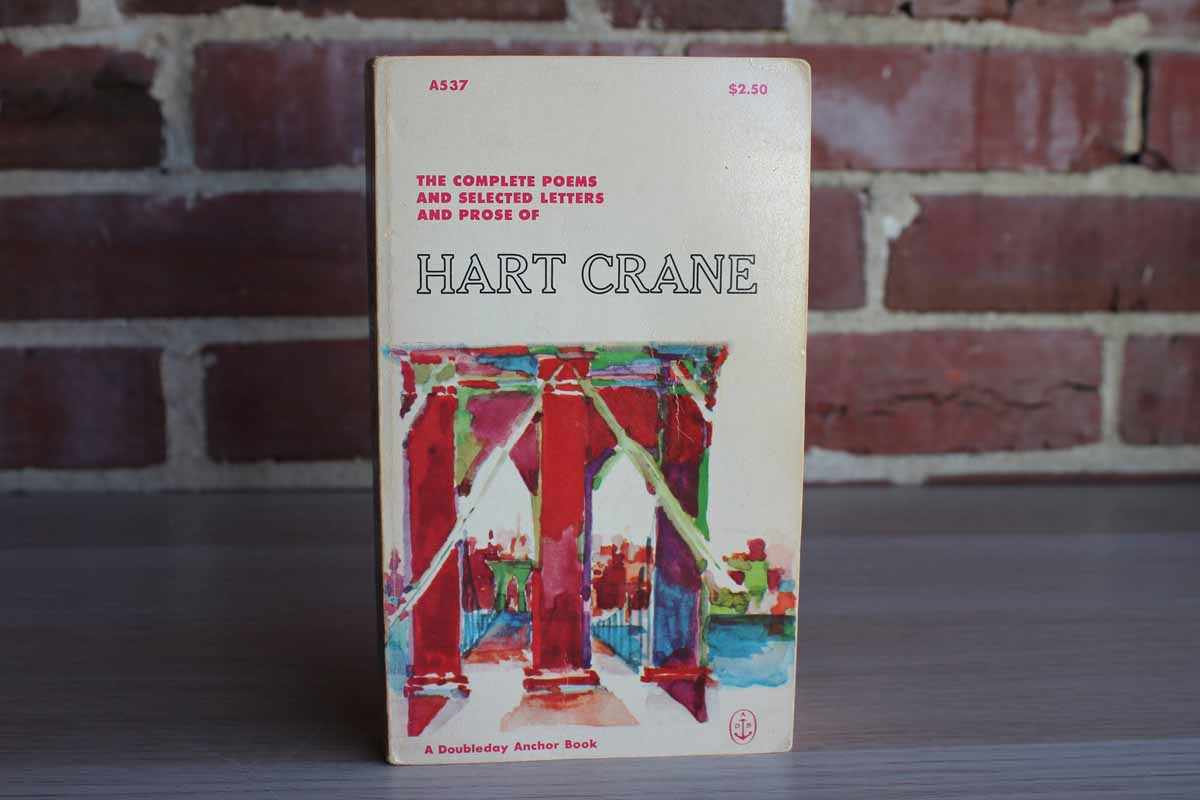 A537
$2.50
THE COMPLETE POEMS
AND SELECTED LETTERS
AND PROSE OF
HART CRANE
A Doubleday Anchor Book
A
D B